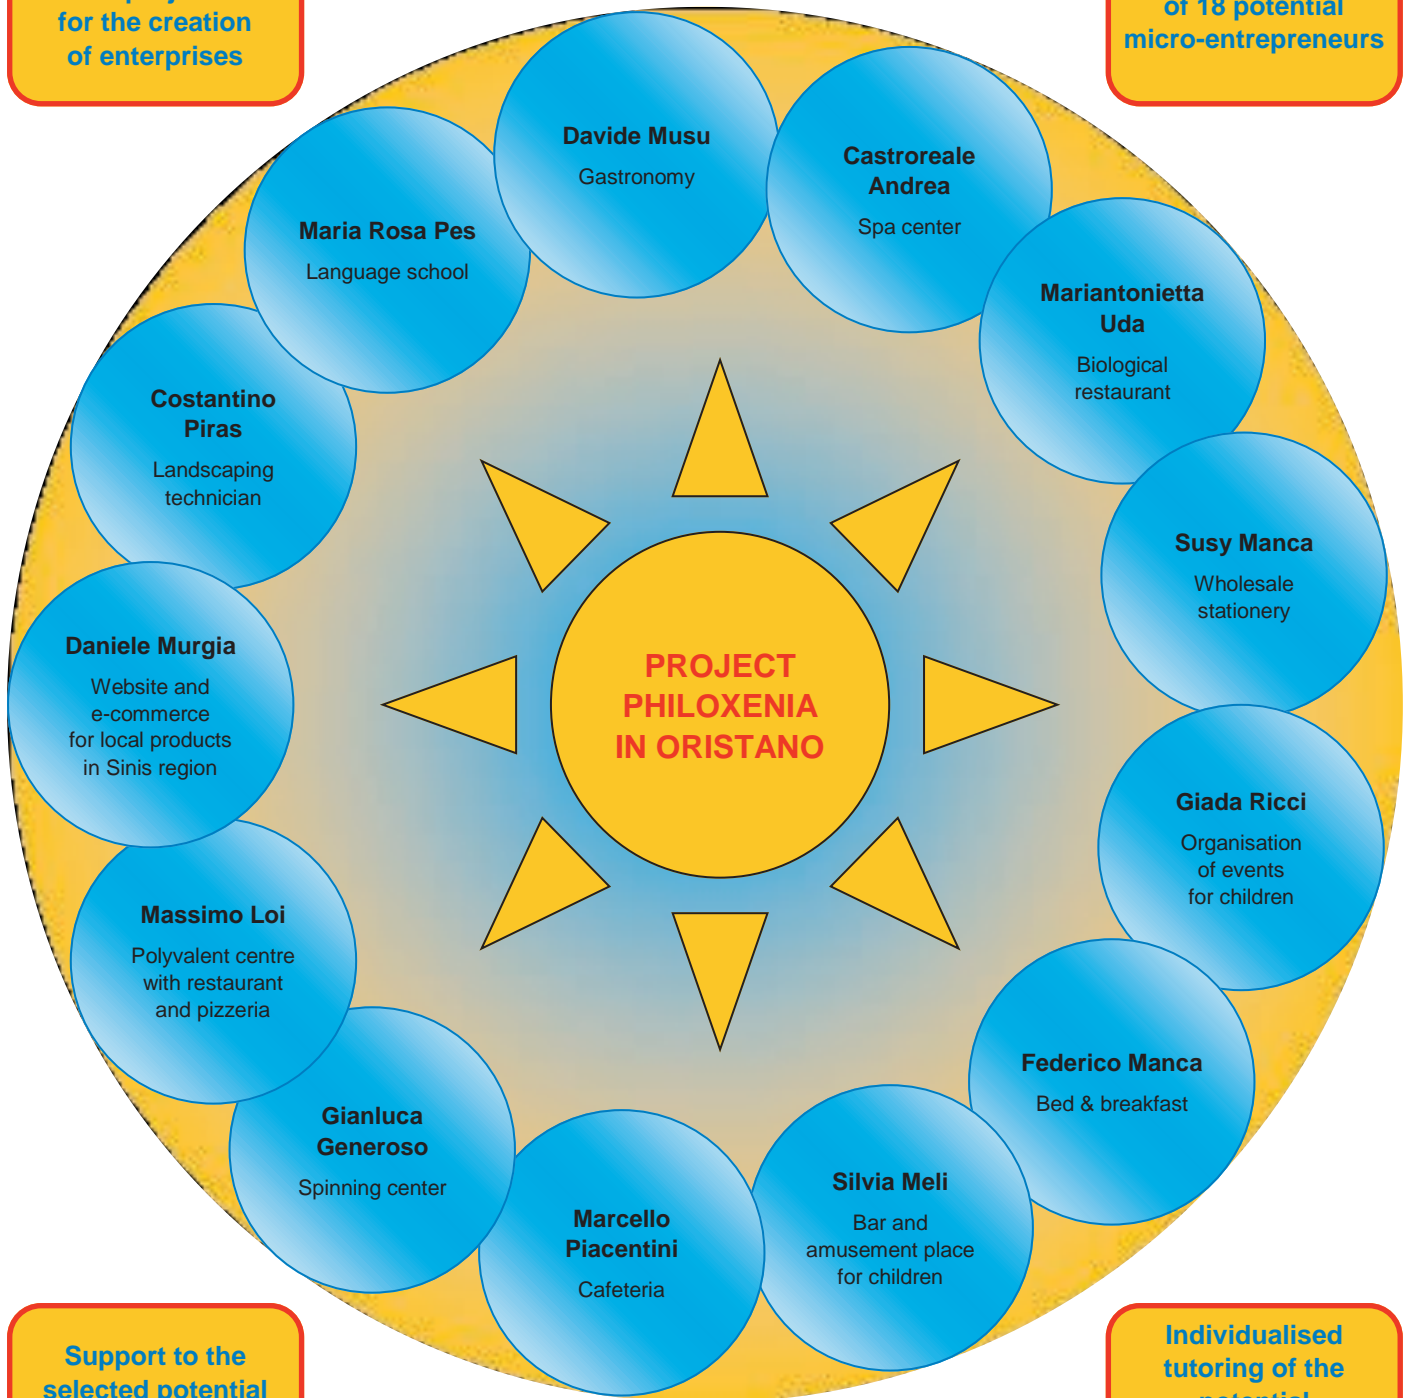 for the creation
of enterprises
of 18 potential
micro-entrepreneurs
Davide Musu
Gastronomy
Castroreale
Andrea
Spa center
Maria Rosa Pes
Language school
Mariantonietta
Uda
Biological
restaurant
Costantino
Piras
Landscaping
technician
Susy Manca
Wholesale
stationery
Daniele Murgia
Website and
e-commerce
for local products
in Sinis region
PROJECT
PHILOXENIA
IN ORISTANO
Giada Ricci
Organisation
of events
for children
Massimo Loi
Polyvalent centre
with restaurant
and pizzeria
Federico Manca
Bed & breakfast
Gianluca
Generoso
Spinning center
Silvia Meli
Bar and
amusement place
for children
Marcello
Piacentini
Cafeteria
Support to the
selected potential
Individualised
tutoring of the
potential